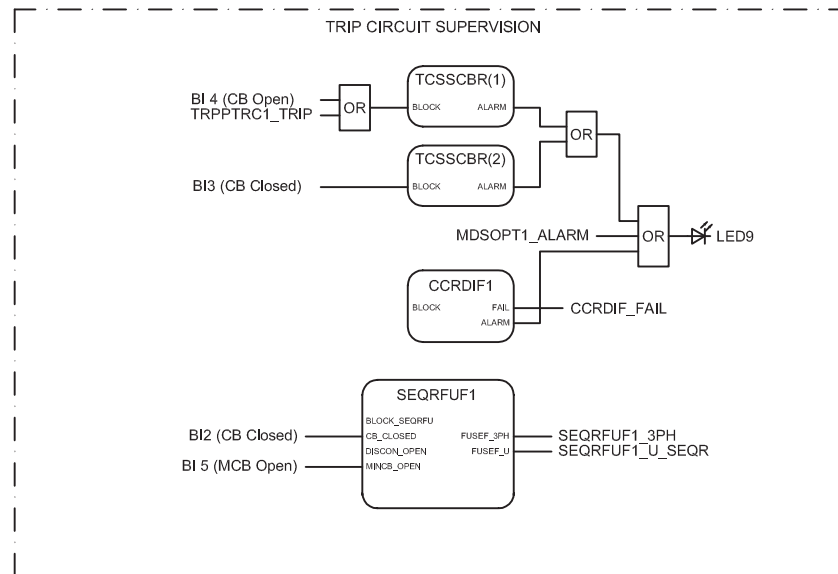 TRIP CIRCUIT SUPERVISION
TCSSCBR(1)
BI 4 (CB Open)
TRPPTRC1_TRIP
OR
BLOCK
ALARM
OR
TCSSCBR(2)
BI3 (CB Closed)
BLOCK
ALARM
MDSOPT1_ALARM
OR
LED9
CCRDIF1
BLOCK
FAIL
CCRDIF_FAIL
ALARM
SEQRFUF1
BLOCK_SEQRFU
BI2 (CB Closed)
CB_CLOSED
FUSEF_3PH
SEQRFUF1_3PH
DISCON_OPEN
FUSEF_U
SEQRFUF1_U_SEQR
BI 5 (MCB Open)
MINCB_OPEN